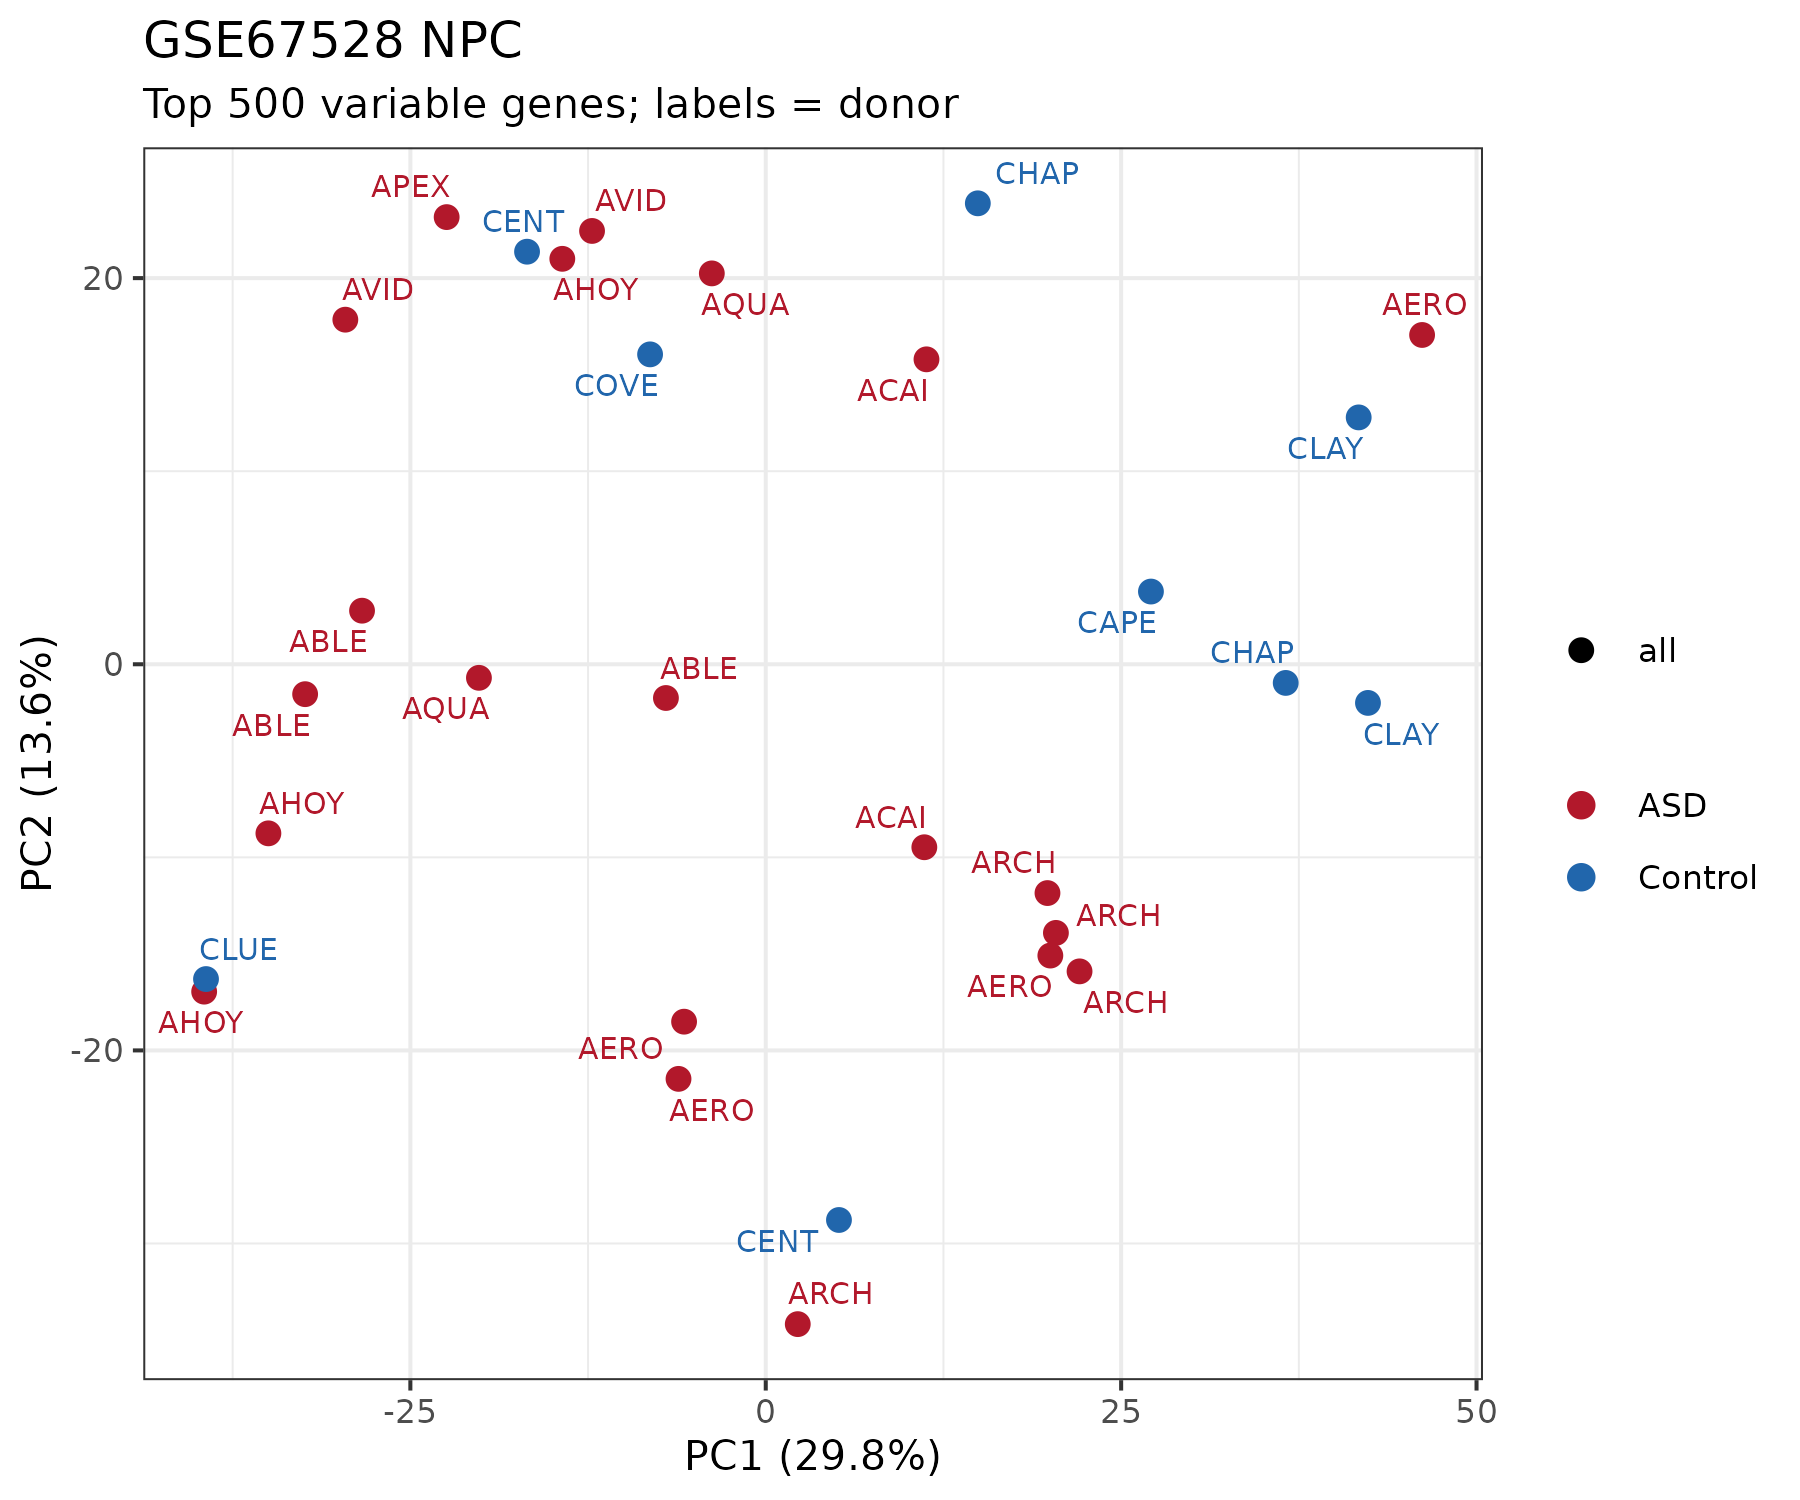 GSE67528 NPC
Top 500 variable genes; labels = donor
CHAP
APEX
AVID
CENT
AVID
AHOY
AQUA
AERO
20
COVE
ACAI
CLAY
CAPE
ABLE
CHAP
all
0
ABLE
AQUA
ABLE
CLAY
PC2 (13.6%)
AHOY
ASD
ACAI
ARCH
Control
ARCH
CLUE
AERO
ARCH
AHOY
AERO
-20
AERO
CENT
ARCH
-25
0
25
50
PC1 (29.8%)